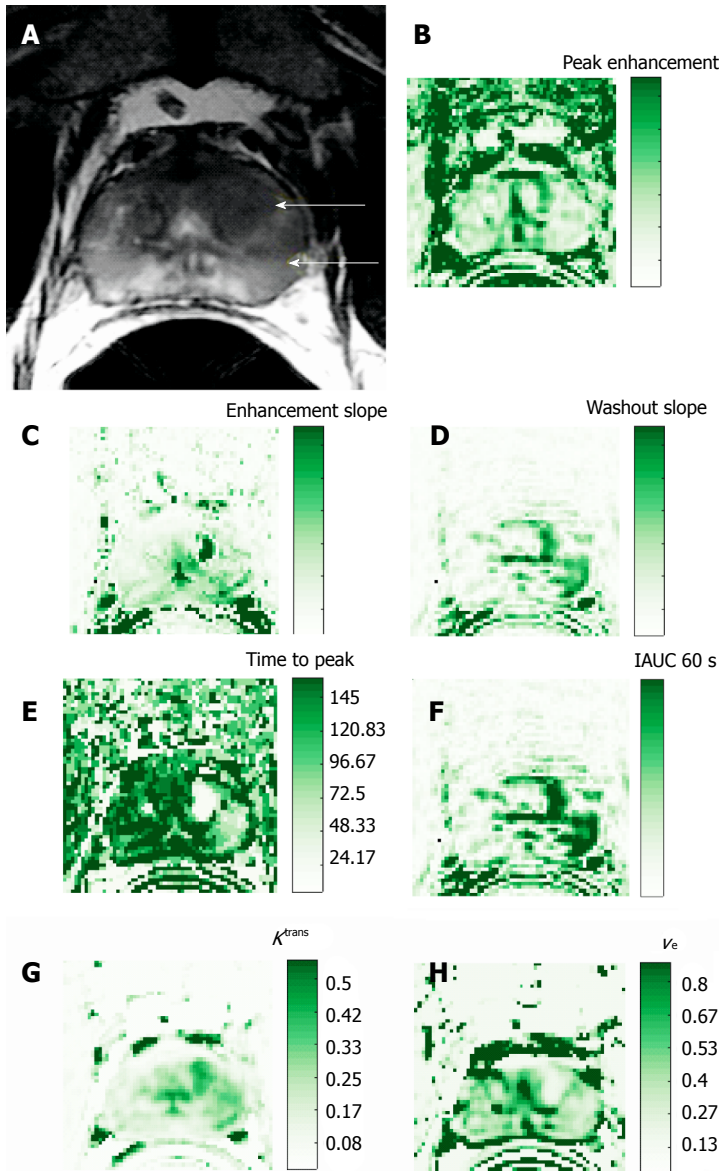 A
B
Peak enhancement
Enhancement slope
C
Washout slope
D
Time to peak
E
145
120.83
96.67
72.5
48.33
24.17
IAUC 60 s
F
G
Ktrans
0.5
0.42
0.33
0.25
0.17
0.08
H
ve
0.8
0.67
0.53
0.4
0.27
0.13